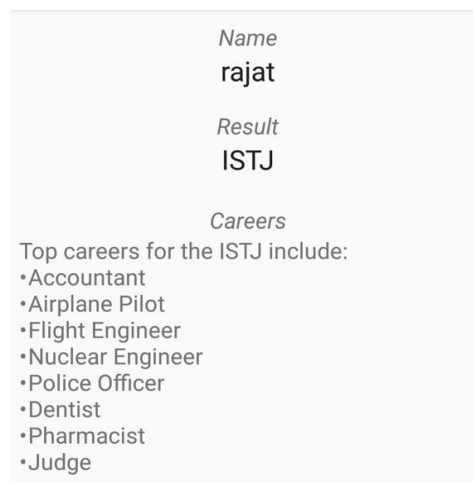 Name
rajat
Result
ISTJ
Careers
Top careers for the ISTJ include:
•Accountant
•Airplane Pilot
•Flight Engineer
•Nuclear Engineer
•Police Officer
•Dentist
•Pharmacist
•Judge